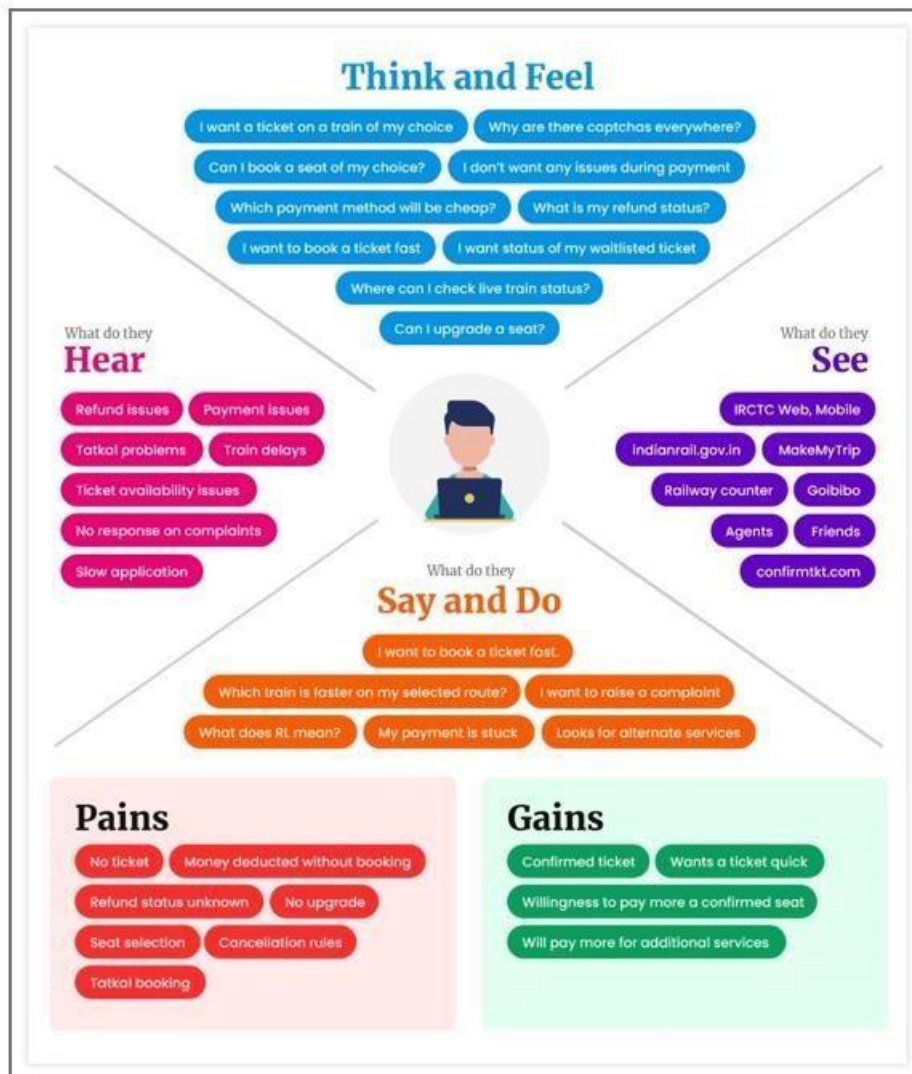 Think and Feel
I want a ticket on a train of my choice Why are there captchas everywhere?
Can I book a seat of my choice? I don't want any issues during payment
Which payment method will be cheap? What is my refund status?
I want to book a ticket fast I want status of my waitlisted ticket
Where can I check live train status?
Can I upgrade a seat?
What do they
Hear
Refund issues Payment issues
Tatkal problems Train delays
Ticket availability issues
No response on complaints
Slow application
What do they
See
IRCTC Web, Mobile
indianrail.gov.in MakeMyTrip
Railway counter Goibibo
Agents Friends
confirmtkt.com
What do they
Say and Do
I want to book a ticket fast.
Which train is faster on my selected route? I want to raise a complaint
What does RL mean? My payment is stuck Looks for alternate services
Pains
No ticket Money deducted without booking
Refund status unknown No upgrade
Seat selection Cancellation rules
Tatkal booking
Gains
Confirmed ticket Wants a ticket quick
Willingness to pay more a confirmed seat
Will pay more for additional services